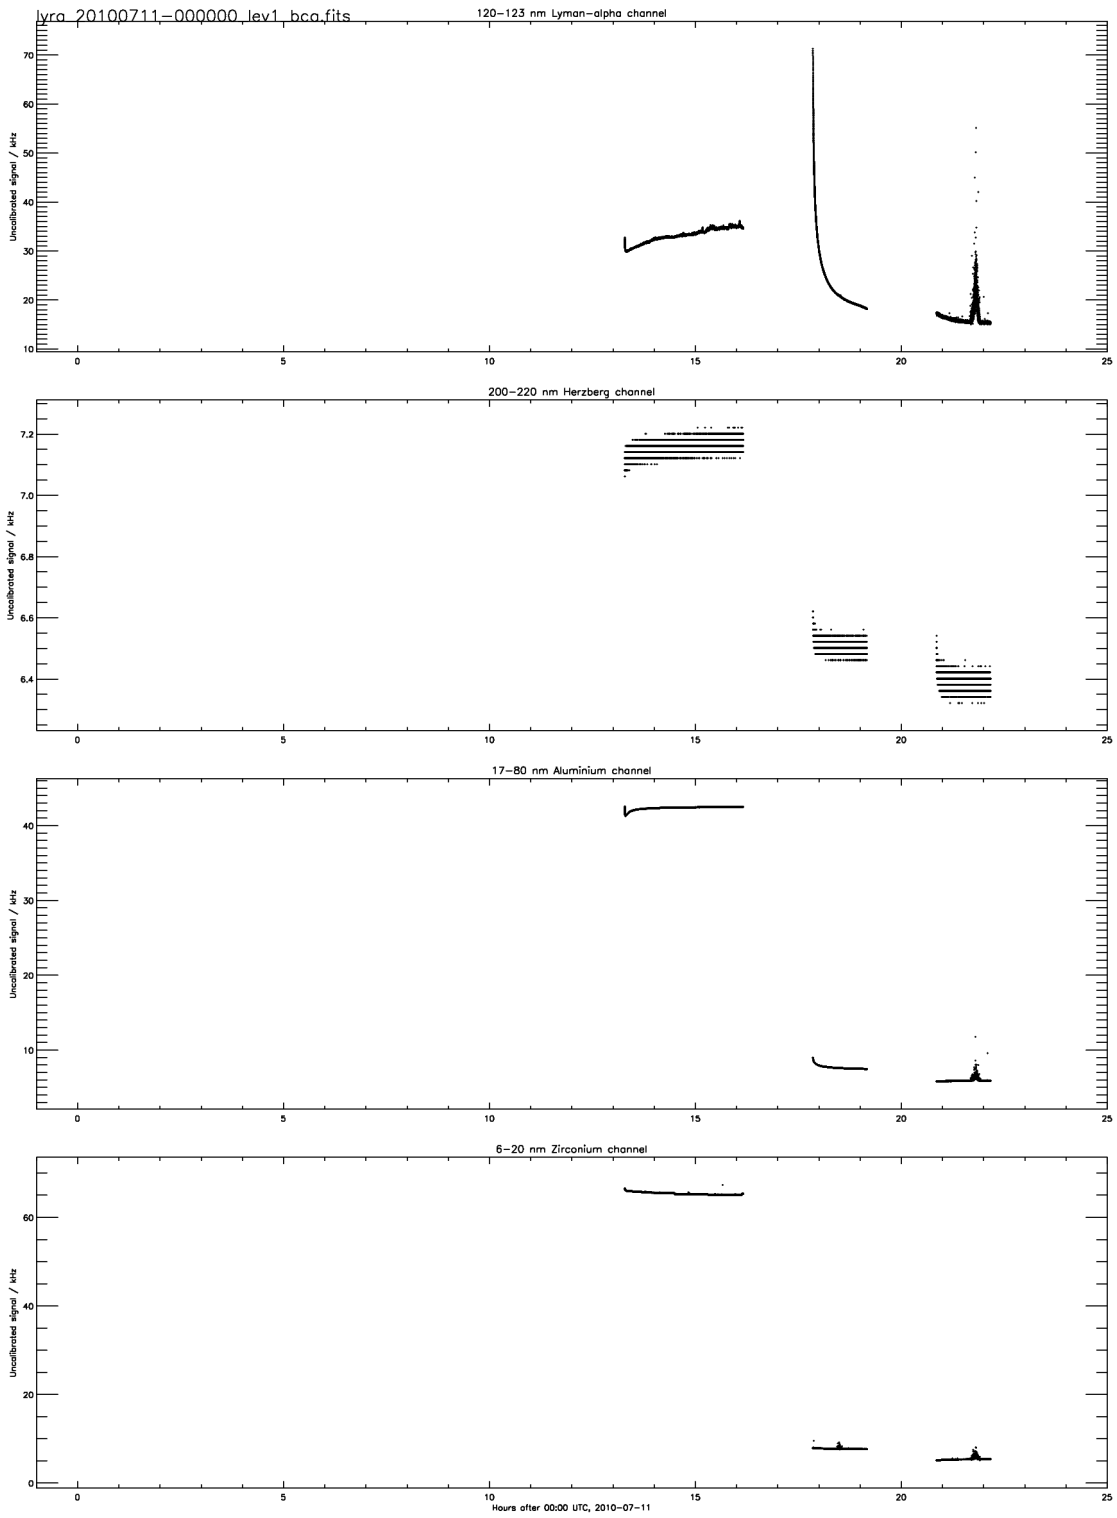 lyra_20100711-000000_lev1_bca.fits
120-123 nm Lyman-alpha channel
Uncalibrated signal / kHz
70
60
50
40
30
20
10
0 5 10 15 20 25
200-220 nm Herzberg channel
Uncalibrated signal / kHz
7.2
7.0
6.8
6.6
6.4
0 5 10 15 20 25
17-80 nm Aluminium channel
Uncalibrated signal / kHz
40
30
20
10
0 5 10 15 20 25
6-20 nm Zirconium channel
Uncalibrated signal / kHz
60
40
20
0
0 5 10 15 20 25
Hours after 00:00 UTC, 2010-07-11